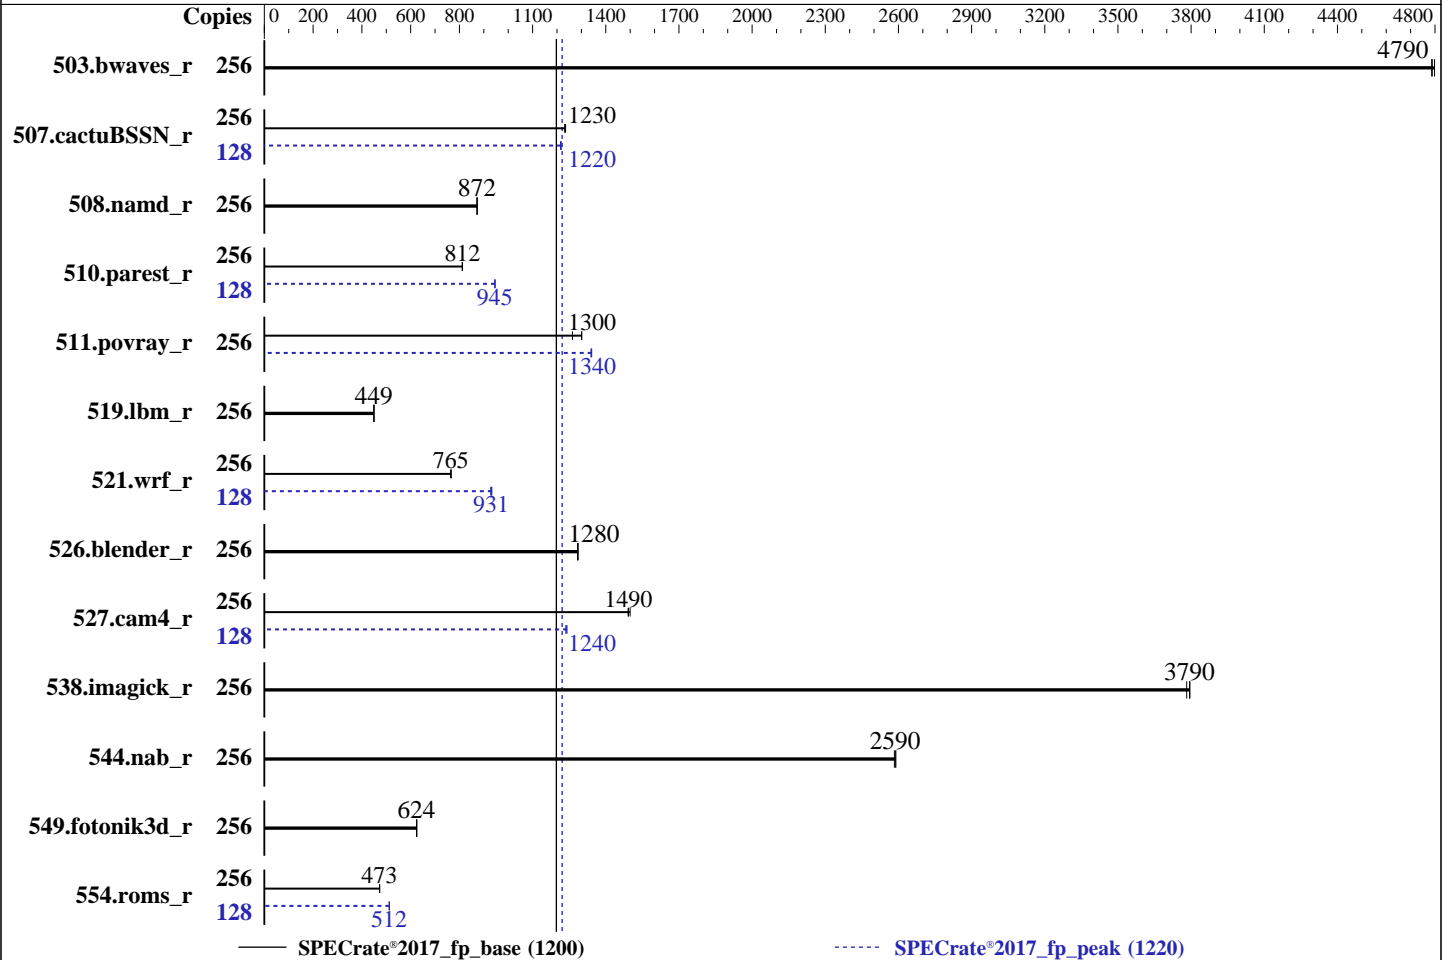 Copies 0 200 400 600 800 1100 1400 1700 2000 2300 2600 2900 3200 3500 3800 4100 4400 4800
503.bwaves_r 256 4790
507.cactuBSSN_r 256 1230
128 1220
508.namd_r 256 872
510.parest_r 256 812
128 945
511.povray_r 256 1300
1340
519.lbm_r 256 449
521.wrf_r 256 765
128 931
526.blender_r 256 1280
527.cam4_r 256 1490
128 1240
538.imagick_r 256 3790
544.nab_r 256 2590
549.fotonik3d_r 256 624
554.roms_r 256 473
128 512
SPECrate®2017_fp_base (1200) SPECrate®2017_fp_peak (1220)